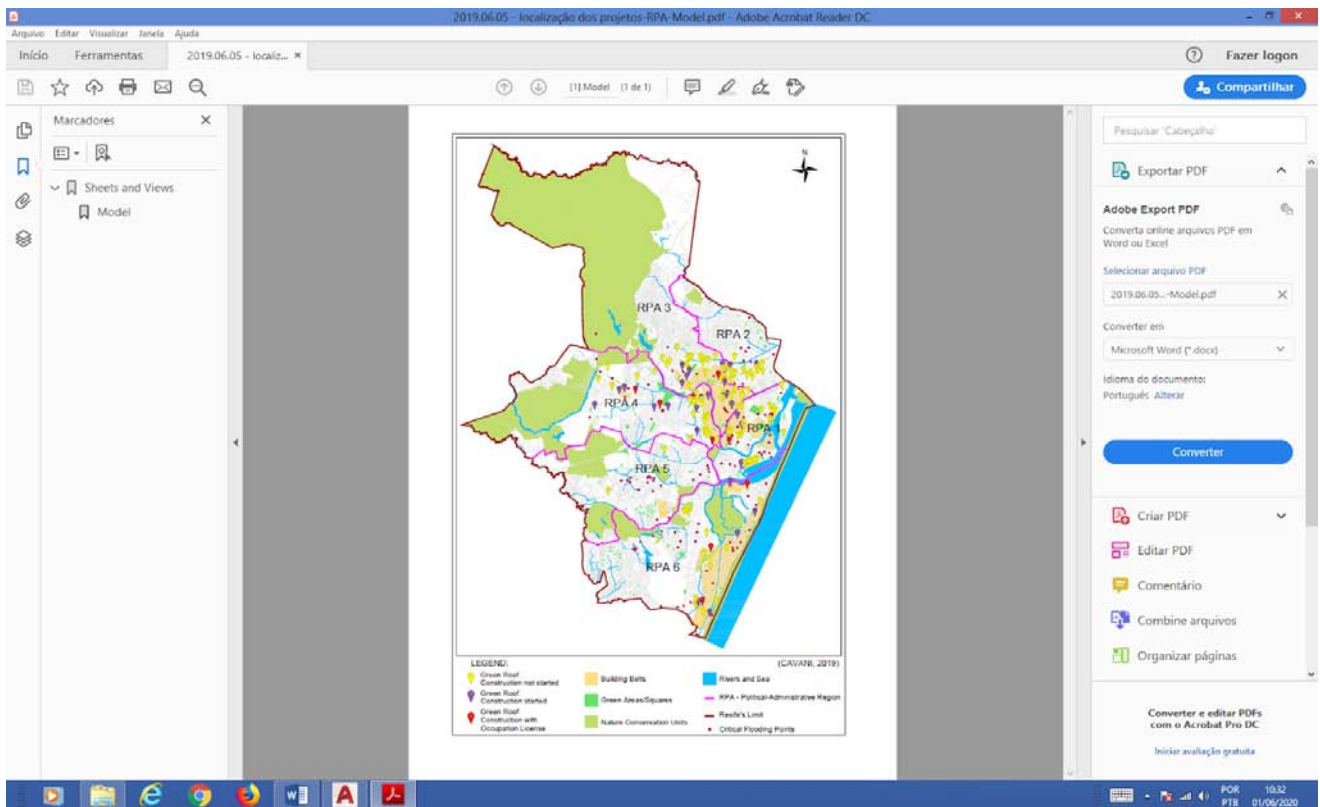 2019.06.05 - localização dos projetos-RPA-Model.pdf - Adobe Acrobat Reader DC
Arquivo Editar Visualizar Janela Ajuda
Início Ferramentas 2019.06.05 - localiz... ×
Fazer logon
[1] Model (1 de 1)
Compartilhar
Marcadores
Sheets and Views
Model
N
RPA 3
RPA 2
RPA 4
RPA 1
RPA 5
RPA 6
LEGEND:
(CAVANI, 2019)
Green Roof
Construction not started
Green Roof
Construction started
Green Roof
Construction with
Occupation License
Building Belts
Green Areas/Squares
Nature Conservation Units
Rivers and Sea
RPA - Political-Administrative Region
Recife's Limit
Critical Flooding Points
Pesquisar 'Cabeçalho'
Exportar PDF
Adobe Export PDF
Converta online arquivos PDF em
Word ou Excel
Selecionar arquivo PDF
2019.06.05...-Model.pdf
Converter em
Microsoft Word (*.docx)
Idioma do documento:
Português Alterar
Converter
Criar PDF
Editar PDF
Comentário
Combine arquivos
Organizar páginas
Converter e editar PDFs
com o Acrobat Pro DC
Iniciar avaliação gratuita
POR 10:32
PTB 01/06/2020